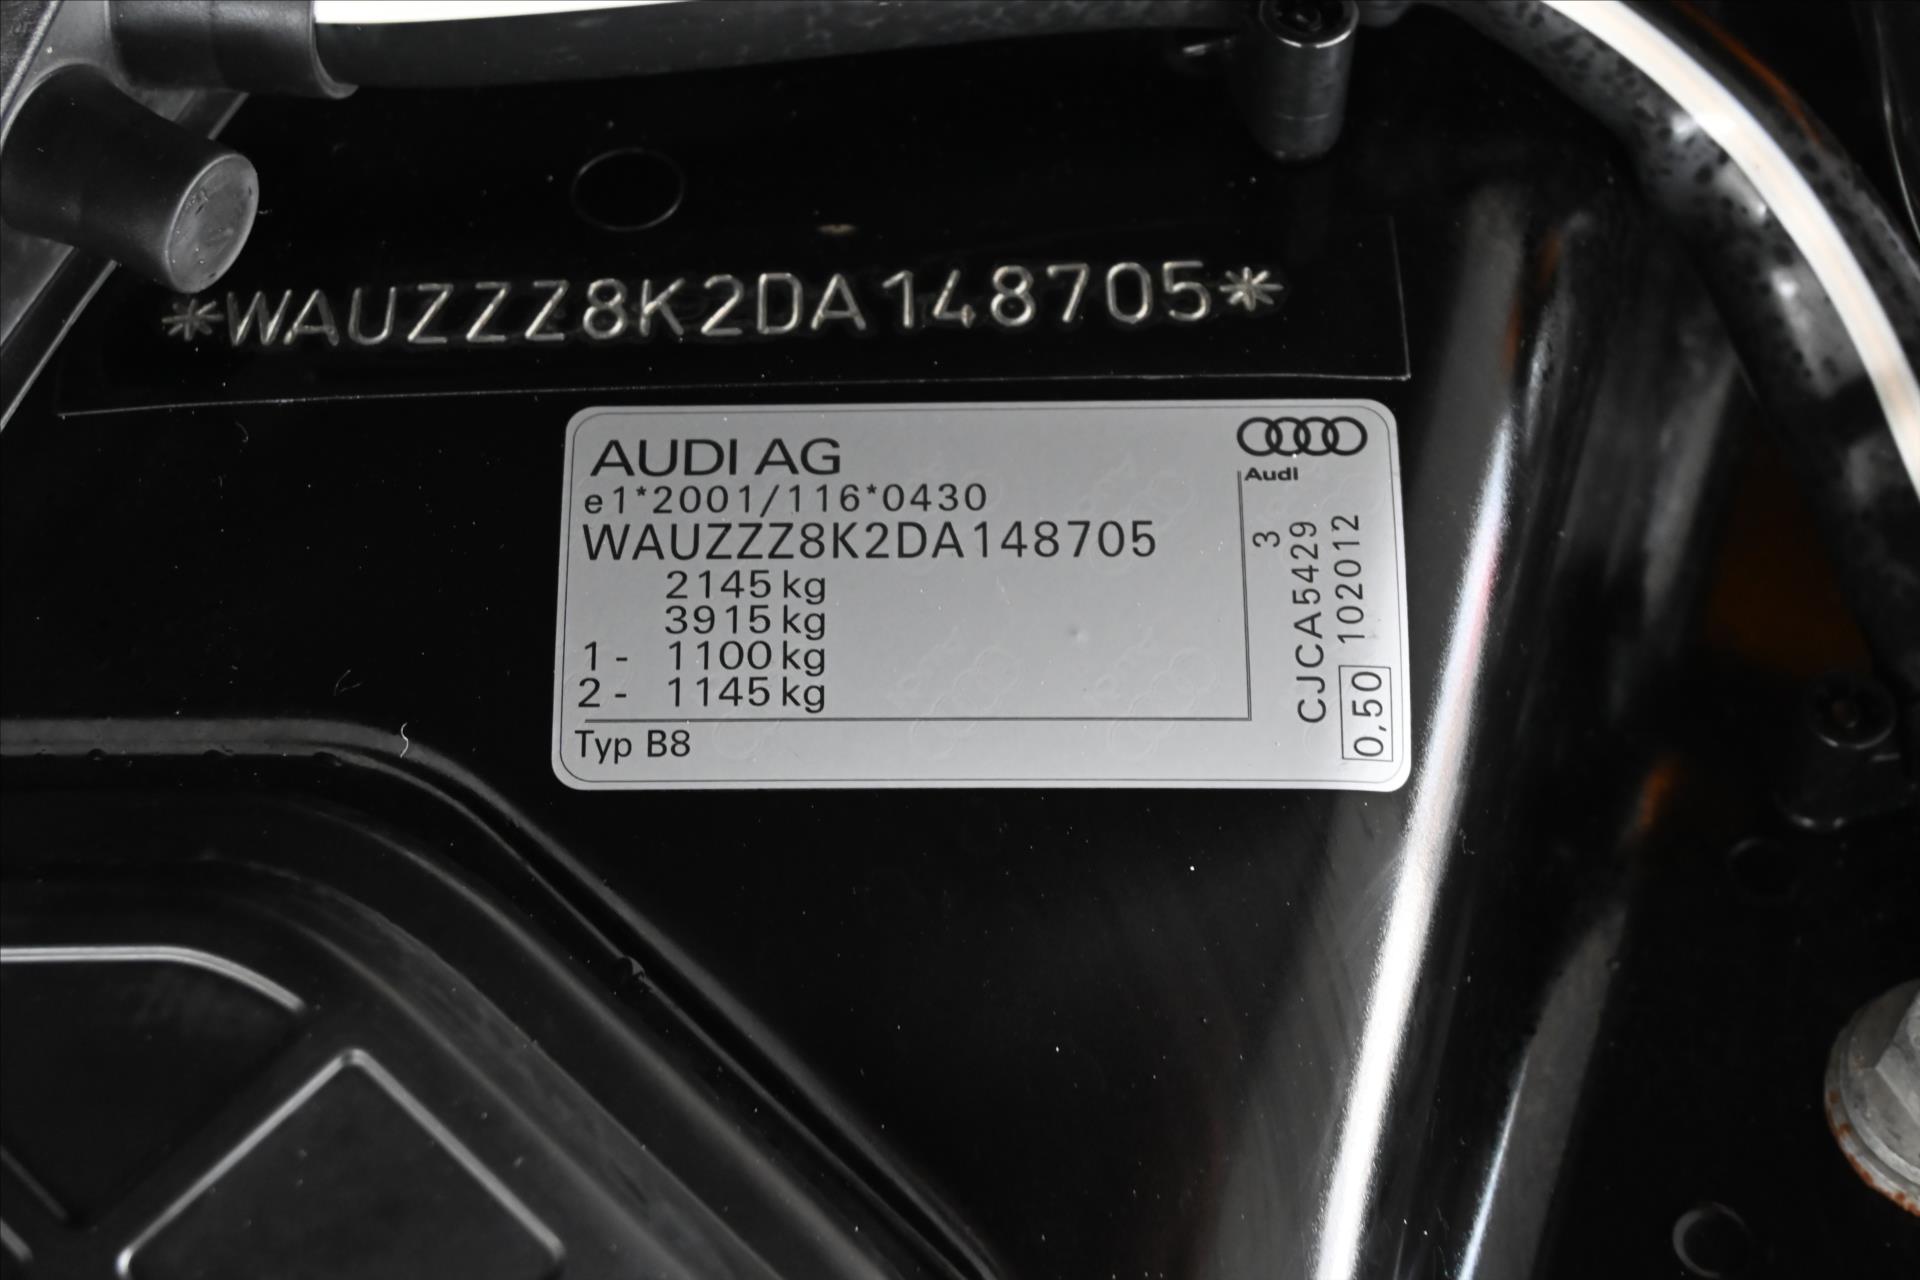 *WAUZZZ8K2DA148705*
AUDI AG
e1*2001/116*0430
WAUZZZ8K2DA148705
2145 kg
3915 kg
1 - 1100 kg
2 - 1145 kg
Typ B8
Audi
3
CJCA5429
102012
0,50